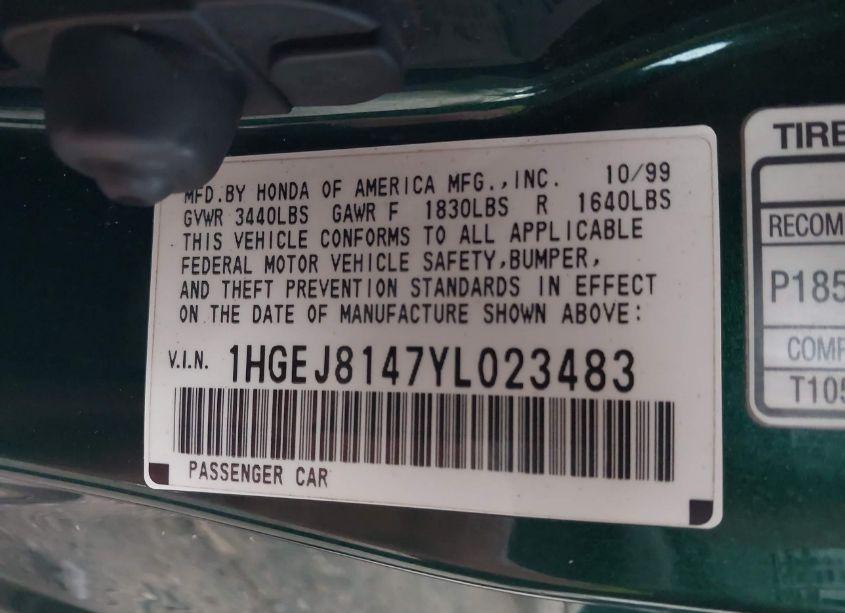 MFD.BY HONDA OF AMERICA MFG.,INC. 10/99
GVWR 3440LBS GAWR F 1830LBS R 1640LBS
THIS VEHICLE CONFORMS TO ALL APPLICABLE
FEDERAL MOTOR VEHICLE SAFETY,BUMPER,
AND THEFT PREVENTION STANDARDS IN EFFECT
ON THE DATE OF MANUFACTURE SHOWN ABOVE:
V.I.N. 1HGEJ8147YL023483
PASSENGER CAR
TIRE
RECOM
P185
COMP
T105